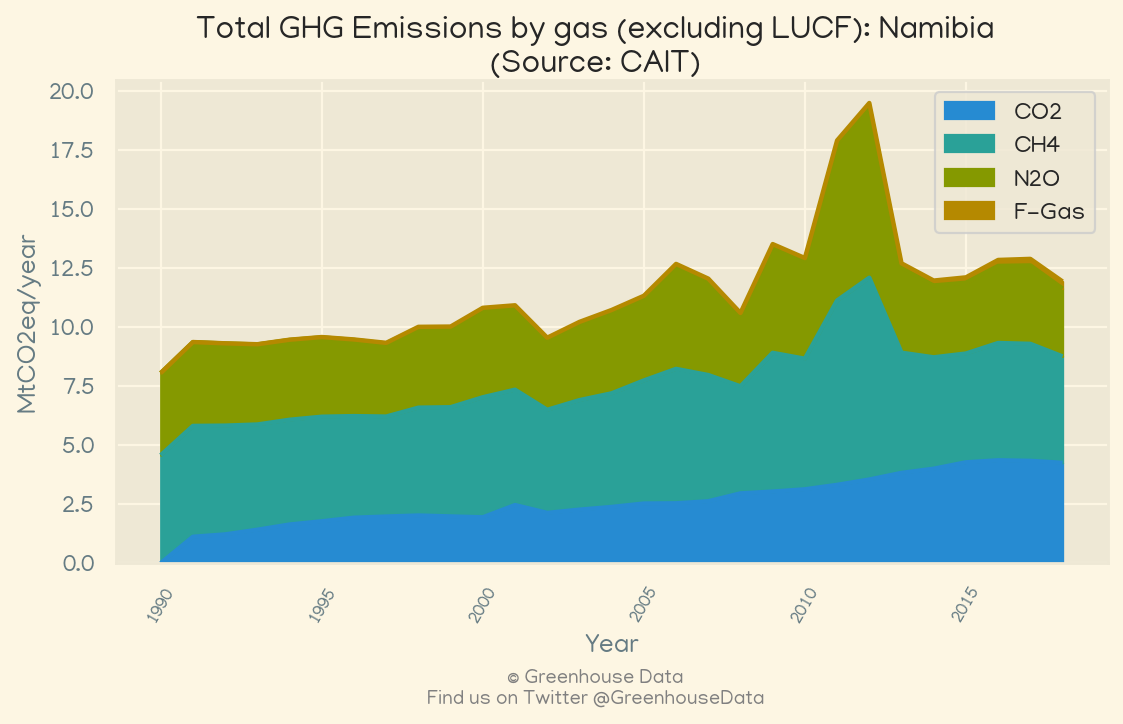 Total GHG Emissions by gas (excluding LUCF): Namibia
(Source: CAIT)
MtCO2eq/year
20.0
17.5
15.0
12.5
10.0
7.5
5.0
2.5
0.0
CO2
CH4
N2O
F-Gas
1990
1995
2000
2005
2010
2015
Year
© Greenhouse Data
Find us on Twitter @GreenhouseData